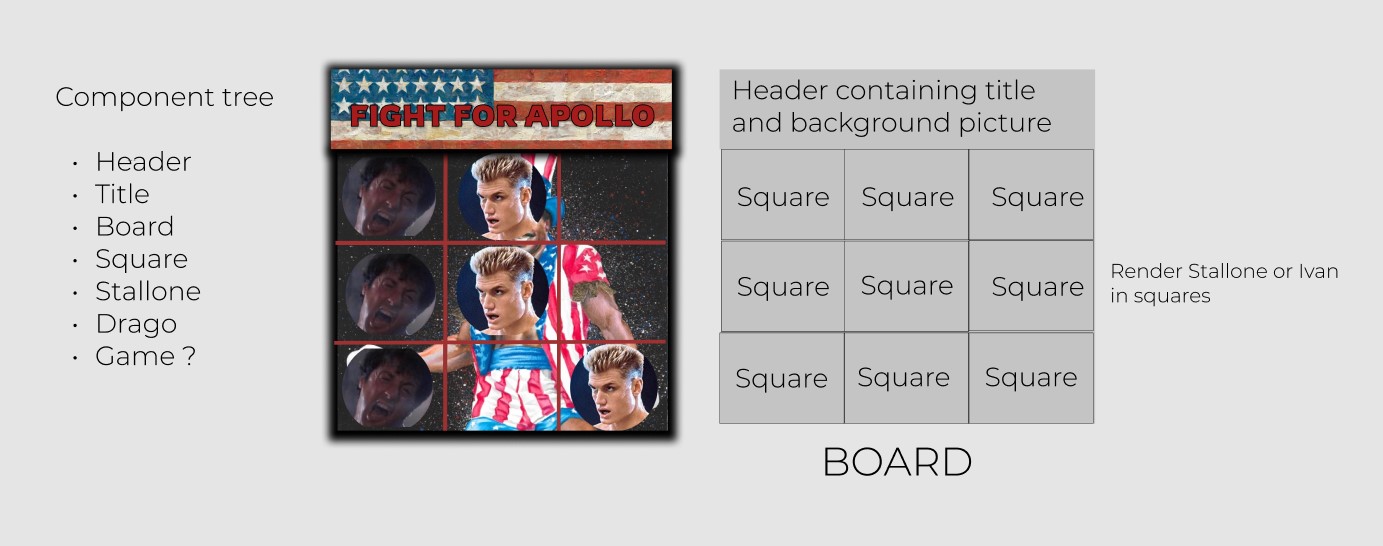 Component tree
• Header
• Title
• Board
• Square
• Stallone
• Drago
• Game ?
FIGHT FOR APOLLO
Header containing title
and background picture
Square Square Square
Square Square Square
Square Square Square
BOARD
Render Stallone or Ivan
in squares